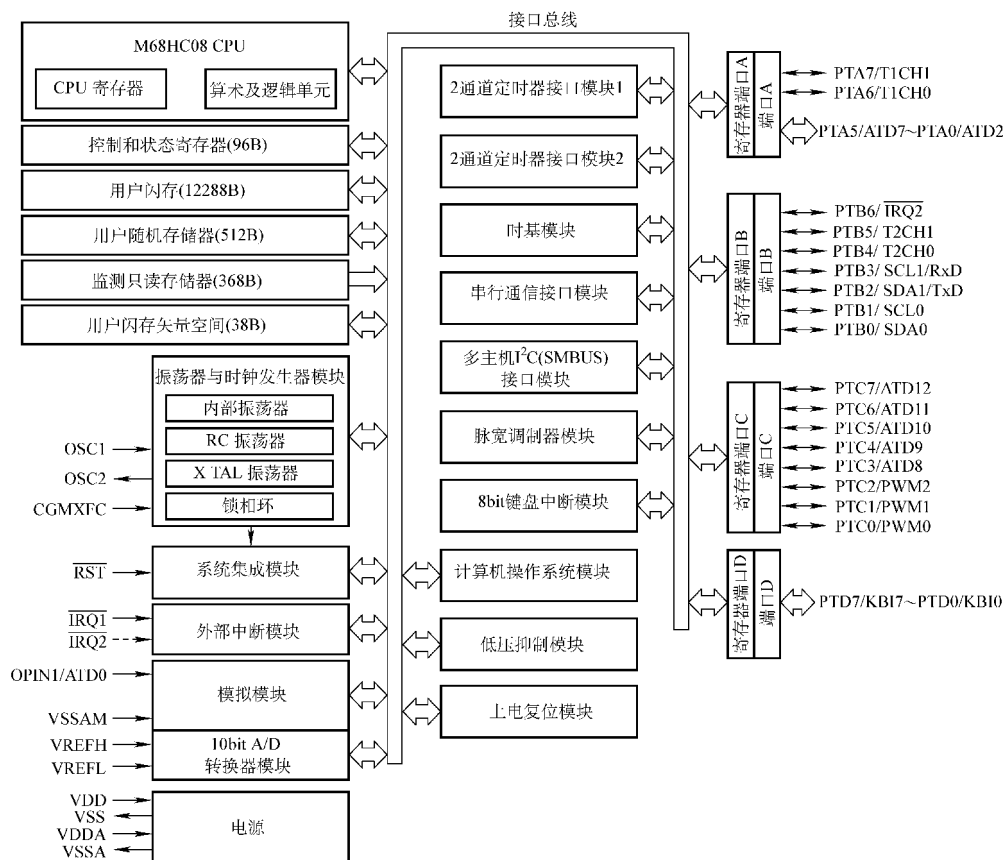 接口总线
M68HC08 CPU
CPU 寄存器
算术及逻辑单元
控制和状态寄存器(96B)
用户闪存(12288B)
用户随机存储器(512B)
监测只读存储器(368B)
用户闪存矢量空间(38B)
振荡器与时钟发生器模块
内部振荡器
RC 振荡器
X TAL 振荡器
锁相环
OSC1
OSC2
CGMXFC
系统集成模块
RST
外部中断模块
IRQ1
IRQ2
模拟模块
OPIN1/ATD0
VSSAM
10bit A/D
转换器模块
VREFH
VREFL
电源
VDD
VSS
VDDA
VSSA
2通道定时器接口模块1
2通道定时器接口模块2
时基模块
串行通信接口模块
多主机I²C(SMBUS)
接口模块
脉宽调制器模块
8bit键盘中断模块
计算机操作系统模块
低压抑制模块
上电复位模块
寄存器端口A
端口A
PTA7/T1CH1
PTA6/T1CH0
PTA5/ATD7~PTA0/ATD2
寄存器端口B
端口B
PTB6/ IRQ2
PTB5/ T2CH1
PTB4/ T2CH0
PTB3/ SCL1/RxD
PTB2/ SDA1/TxD
PTB1/ SCL0
PTB0/ SDA0
寄存器端口C
端口C
PTC7/ATD12
PTC6/ATD11
PTC5/ATD10
PTC4/ATD9
PTC3/ATD8
PTC2/PWM2
PTC1/PWM1
PTC0/PWM0
寄存器端口D
端口D
PTD7/KBI7~PTD0/KBI0